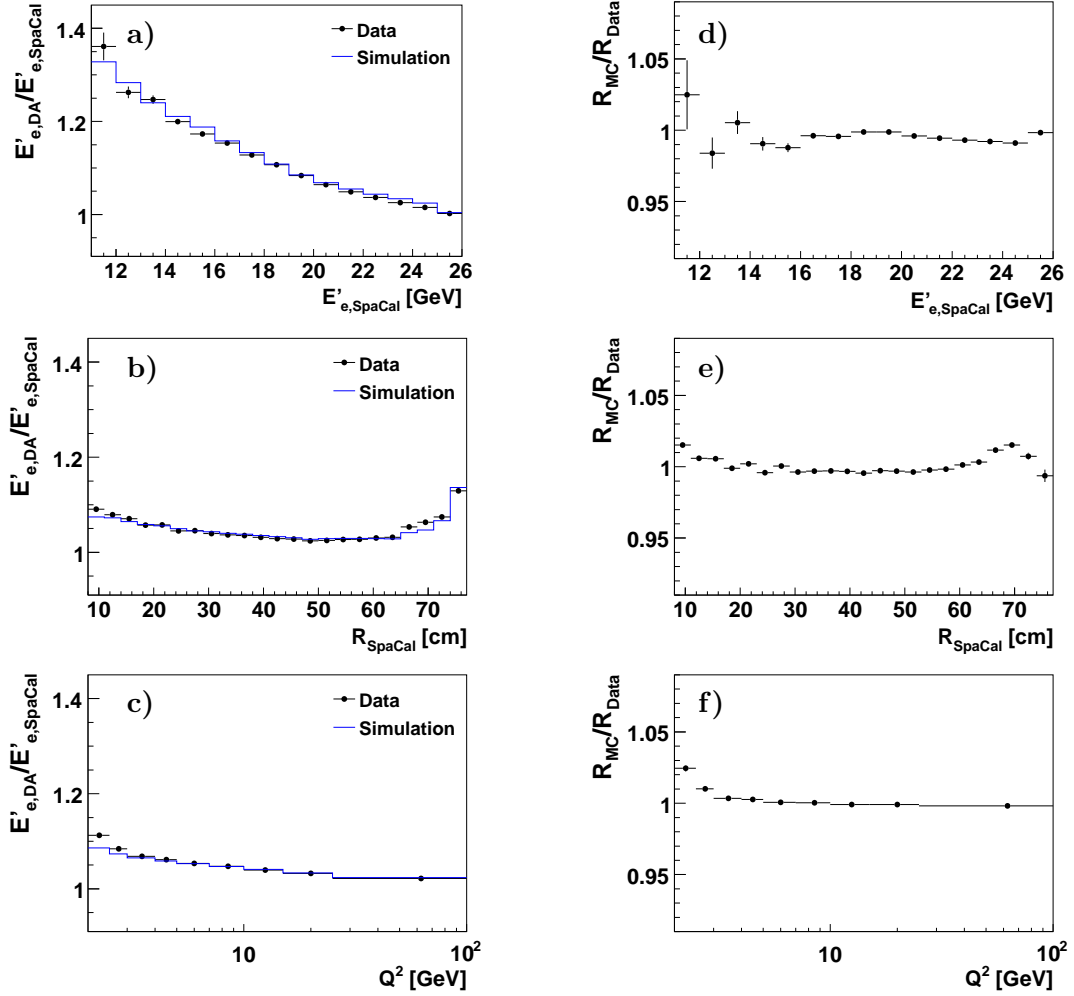 E'e,DA/E'e,SpaCal
1.4
1.2
1
a)
Data
Simulation
12 14 16 18 20 22 24 26
E'e,SpaCal [GeV]
RMC/RData
1.05
1
0.95
d)
12 14 16 18 20 22 24 26
E'e,SpaCal [GeV]
E'e,DA/E'e,SpaCal
1.4
1.2
1
b)
Data
Simulation
10 20 30 40 50 60 70
RSpaCal [cm]
RMC/RData
1.05
1
0.95
e)
10 20 30 40 50 60 70
RSpaCal [cm]
E'e,DA/E'e,SpaCal
1.4
1.2
1
c)
Data
Simulation
10 10²
Q² [GeV]
RMC/RData
1.05
1
0.95
f)
10 10²
Q² [GeV]